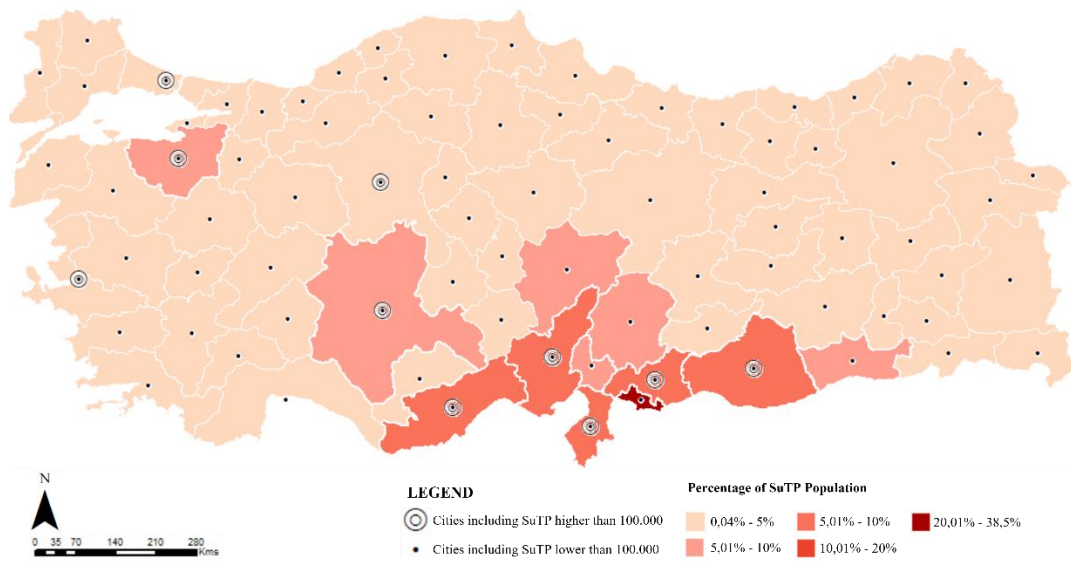 N
0 35 70 140 210 280
Kms
LEGEND
Cities including SuTP higher than 100.000
Cities including SuTP lower than 100.000
Percentage of SuTP Population
0,04% - 5%
5,01% - 10%
20,01% - 38,5%
5,01% - 10%
10,01% - 20%